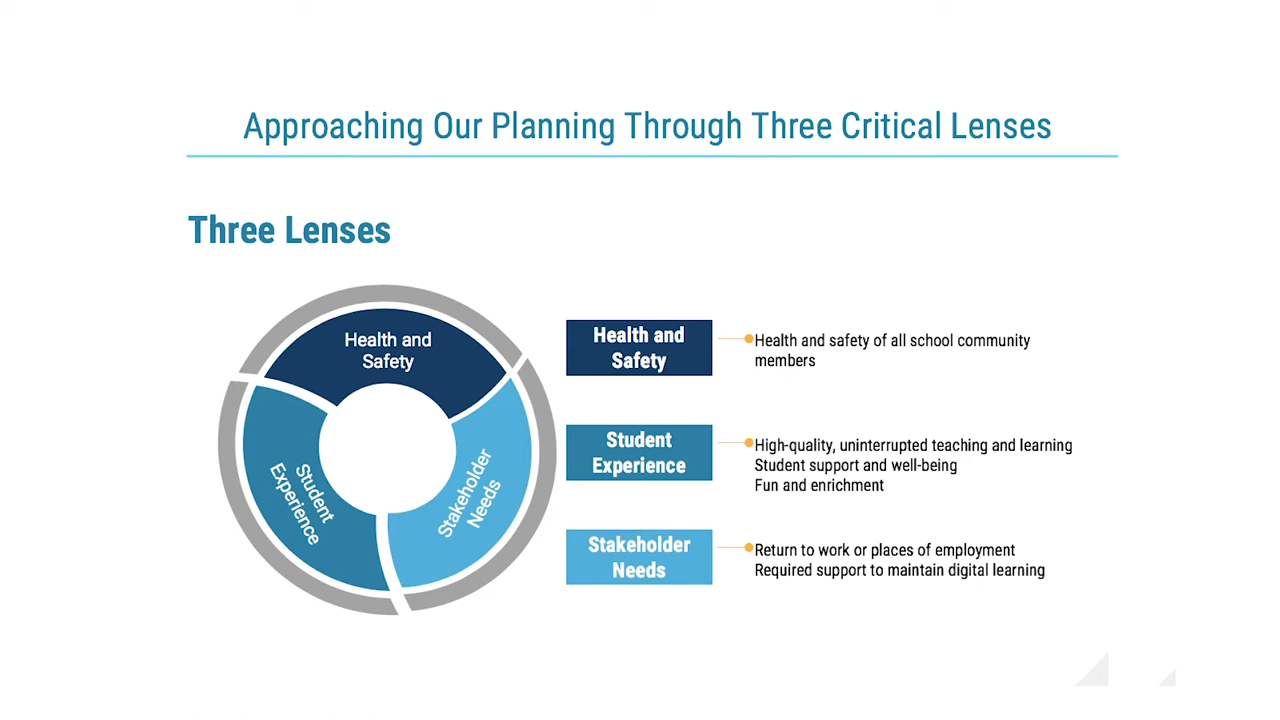 Approaching Our Planning Through Three Critical Lenses
Three Lenses
Health and
Safety
Student
Experience
Stakeholder
Needs
Health and
Safety
Health and safety of all school community
members
Student
Experience
High-quality, uninterrupted teaching and learning
Student support and well-being
Fun and enrichment
Stakeholder
Needs
Return to work or places of employment
Required support to maintain digital learning